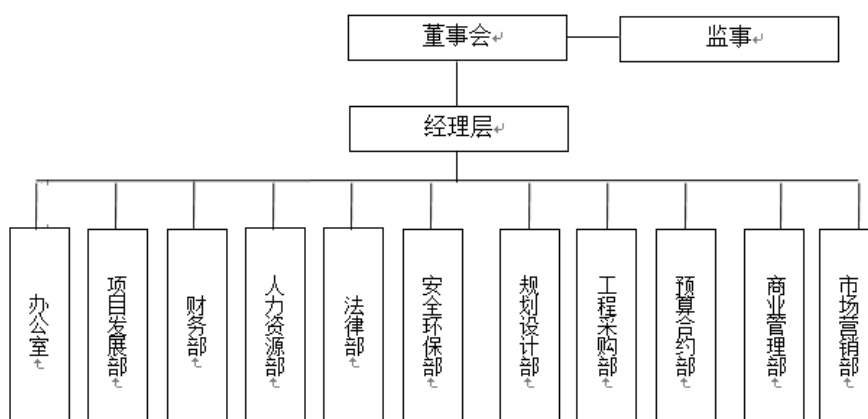 董事会
监事
经理层
办公室
项目发展部
财务部
人力资源部
法律部
安全环保部
规划设计部
工程采购部
预算合约部
商业管理部
市场营销部